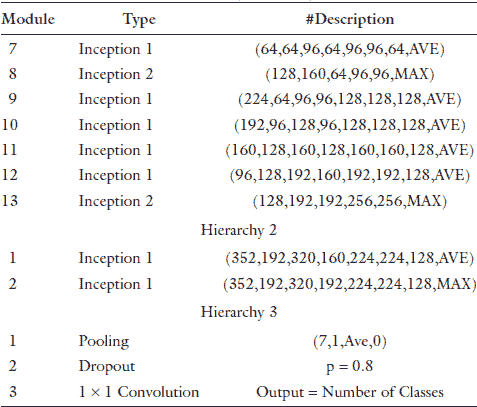 Module Type #Description
7 Inception 1 (64,64,96,64,96,96,64,AVE)
8 Inception 2 (128,160,64,96,96,MAX)
9 Inception 1 (224,64,96,96,128,128,128,AVE)
10 Inception 1 (192,96,128,96,128,128,128,AVE)
11 Inception 1 (160,128,160,128,160,160,128,AVE)
12 Inception 1 (96,128,192,160,192,192,128,AVE)
13 Inception 2 (128,192,192,256,256,MAX)
Hierarchy 2
1 Inception 1 (352,192,320,160,224,224,128,AVE)
2 Inception 1 (352,192,320,192,224,224,128,MAX)
Hierarchy 3
1 Pooling (7,1,Ave,0)
2 Dropout p = 0.8
3 1 × 1 Convolution Output = Number of Classes